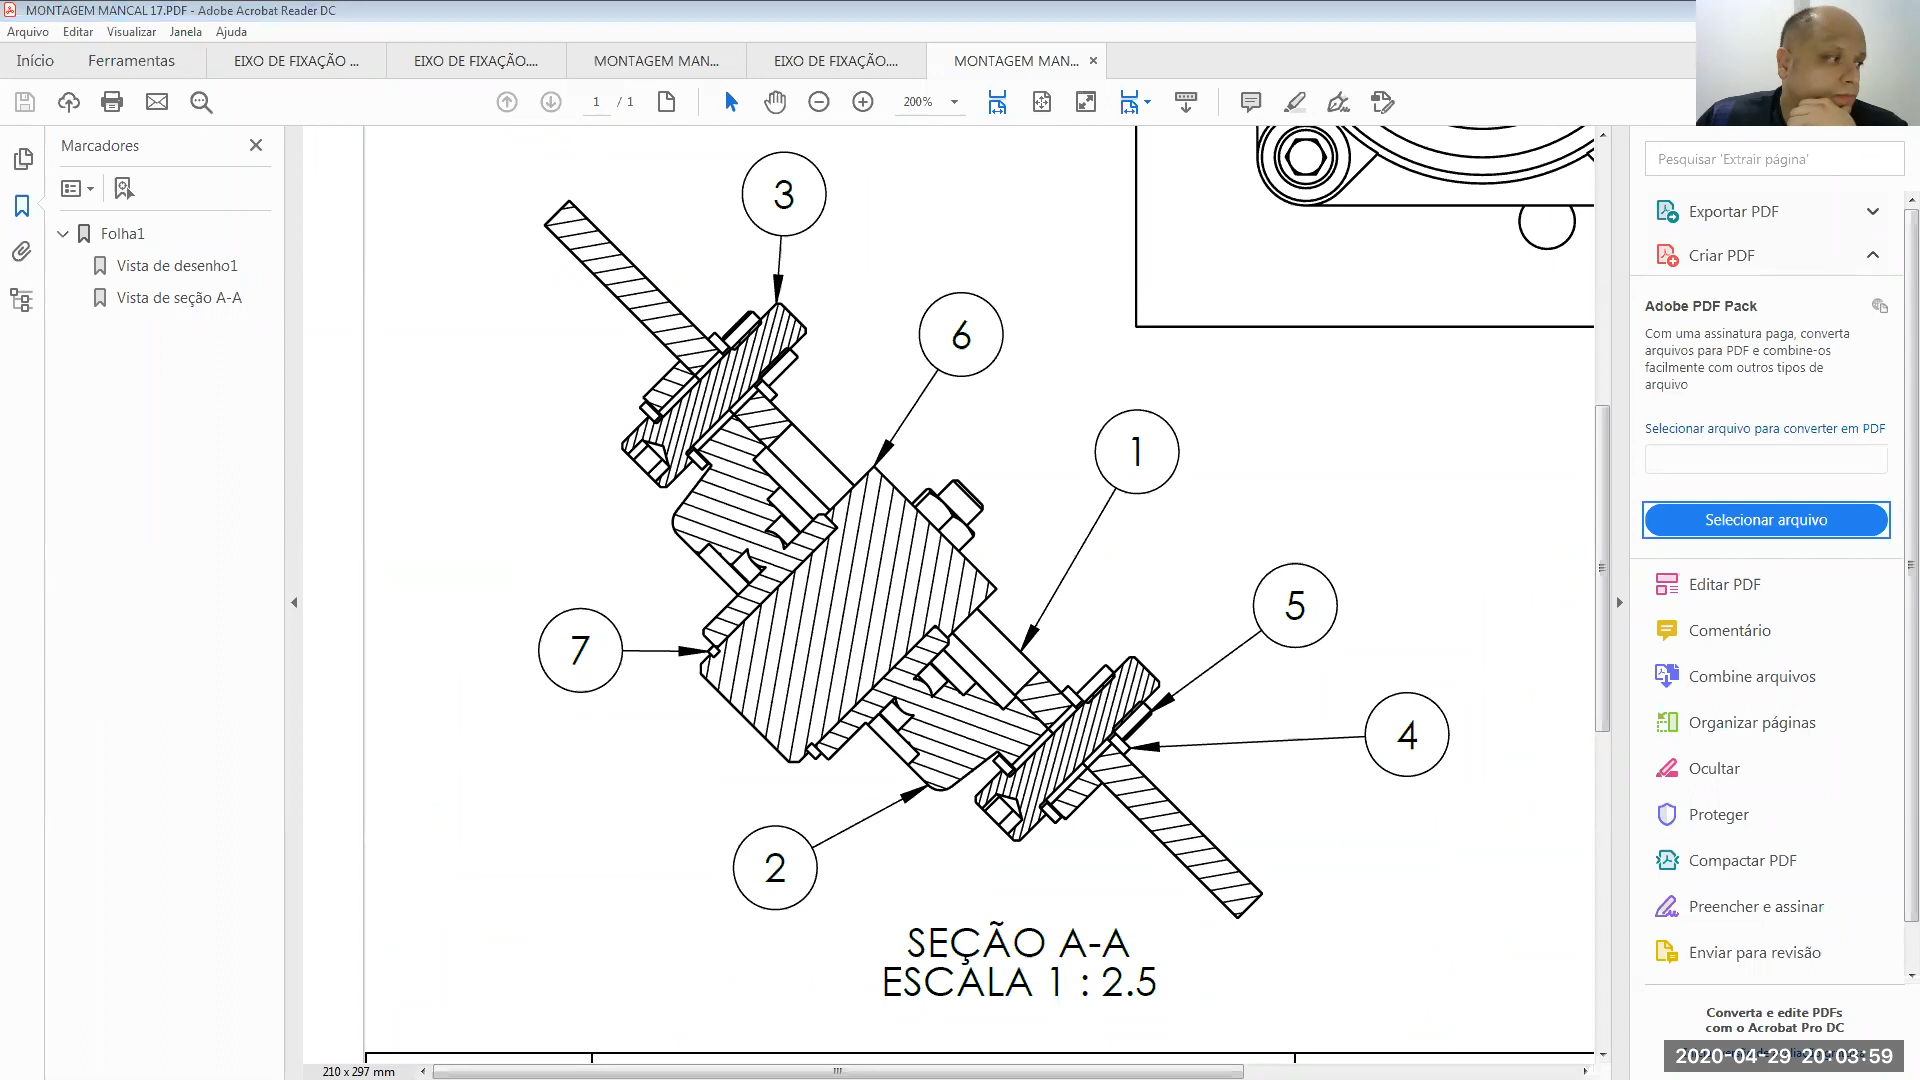 MONTAGEM MANCAL 17.PDF - Adobe Acrobat Reader DC
Arquivo Editar Visualizar Janela Ajuda
Início Ferramentas EIXO DE FIXAÇÃO ... EIXO DE FIXAÇÃO.... MONTAGEM MAN... EIXO DE FIXAÇÃO.... MONTAGEM MAN... ×
1 / 1 200%
Marcadores
Folha1
Vista de desenho1
Vista de seção A-A
3
6
1
5
7
4
2
SEÇÃO A-A
ESCALA 1 : 2.5
210 x 297 mm
Pesquisar 'Extrair página'
Exportar PDF
Criar PDF
Adobe PDF Pack
Com uma assinatura paga, converta
arquivos para PDF e combine-os
facilmente com outros tipos de
arquivo
Selecionar arquivo para converter em PDF
Selecionar arquivo
Editar PDF
Comentário
Combine arquivos
Organizar páginas
Ocultar
Proteger
Compactar PDF
Preencher e assinar
Enviar para revisão
Converta e edite PDFs
com o Acrobat Pro DC
2020-04-29 20:03:59